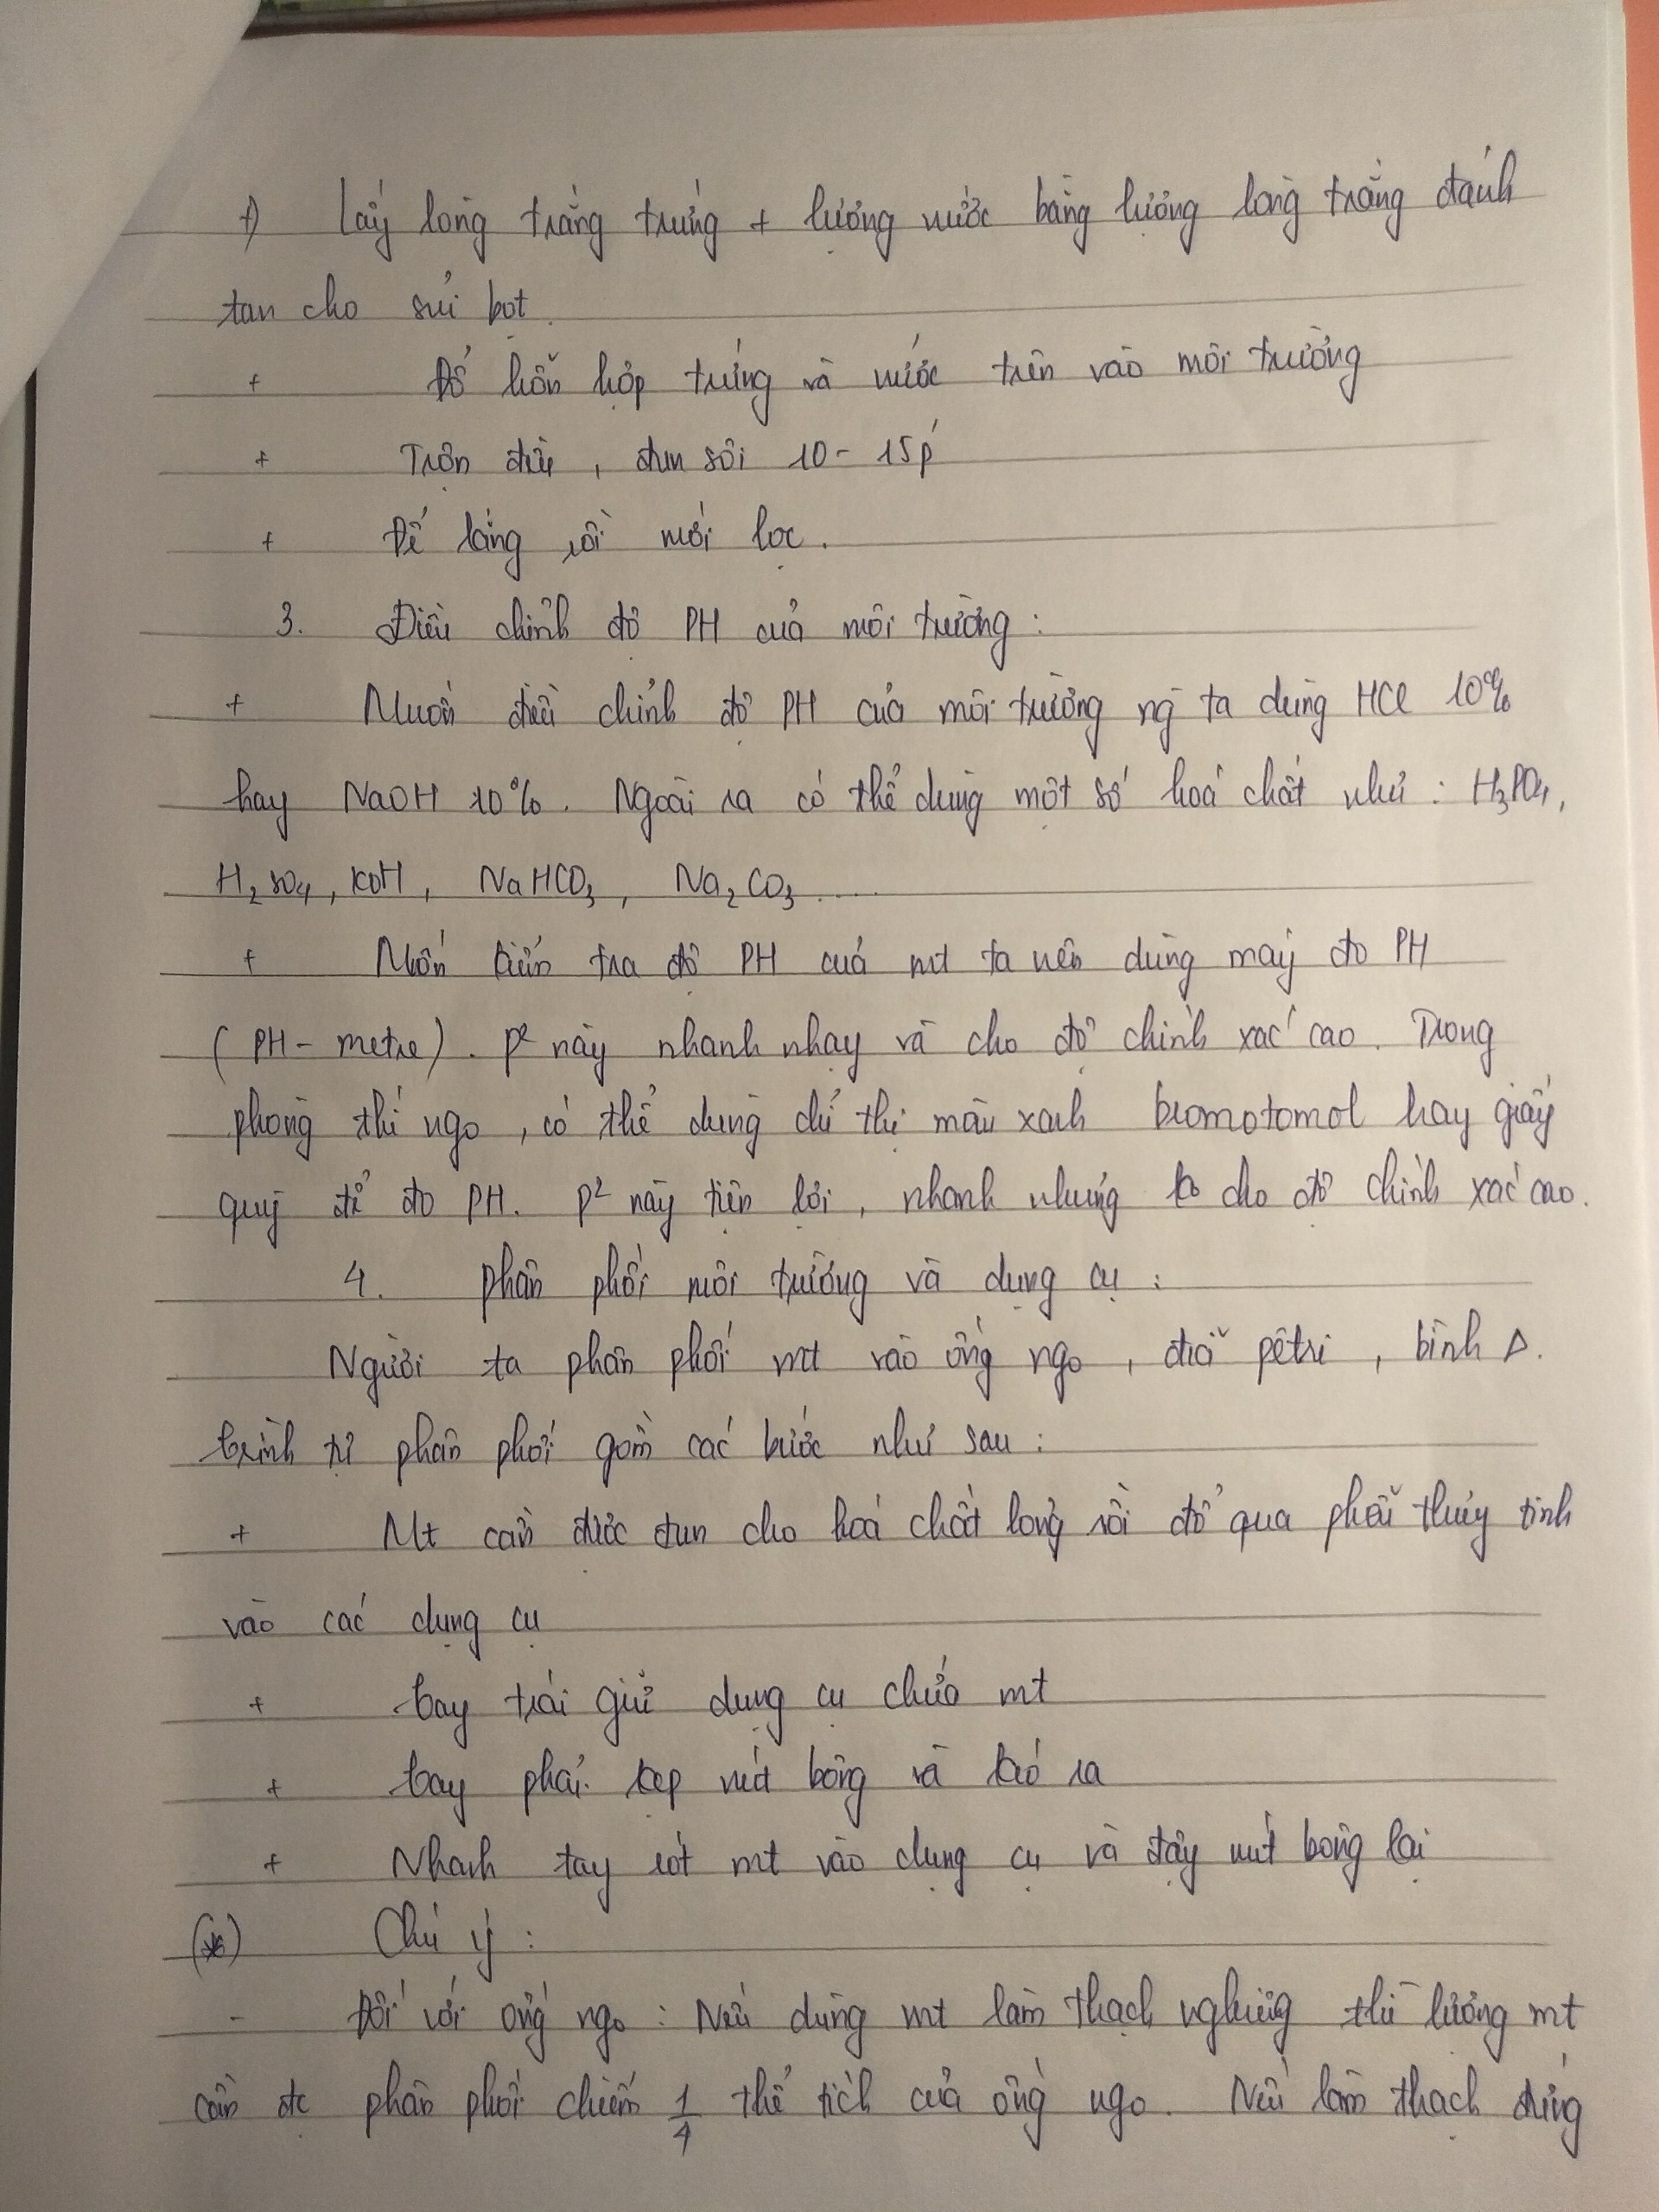 +) Lấy lòng trắng trứng + lượng nước bằng lượng lòng trắng đánh
tan cho sủi bọt.
+ Đổ hỗn hợp trứng và nước trên vào môi trường
+ Trộn đều, đun sôi 10 - 15p'
+ Để lắng rồi mới lọc.
3. Điều chỉnh độ PH của môi trường:
+ Muốn điều chỉnh độ PH của môi trường ng ta dùng HCl 10%
hay NaOH 10%. Ngoài ra có thể dùng một số hoá chất như: H₃PO₄,
H₂SO₄, KOH, NaHCO₃, Na₂CO₃....
+ Muốn kiểm tra độ PH của mt ta nên dùng máy đo PH
(PH - metre). P² này nhanh nhạy và cho độ chính xác cao. Trong
phòng thí ngo, có thể dùng chỉ thị màu xanh bromotomol hay giấy
quỳ để đo PH. P² này tiện lợi, nhanh nhưng ko cho độ chính xác cao.
4. phân phối môi trường và dụng cụ:
Người ta phân phối mt vào ống ngo, đĩa pêtri, bình Δ.
trình tự phân phối gồm các bước như sau:
+ Mt cần được đun cho hoá chất lỏng rồi đổ qua phễu thủy tinh
vào các dụng cụ
+ tay trái giữ dụng cụ chứa mt
+ tay phải kẹp nút bông và kéo ra
+ Nhanh tay rót mt vào dụng cụ và đậy nút bông lại
(*) Chú ý:
- Đối với ống ngo: Nếu dùng mt làm thạch nghiêng thì lượng mt
cần đc phân phối chiếm 1/4 thể tích của ống ngo. Nếu làm thạch đứng